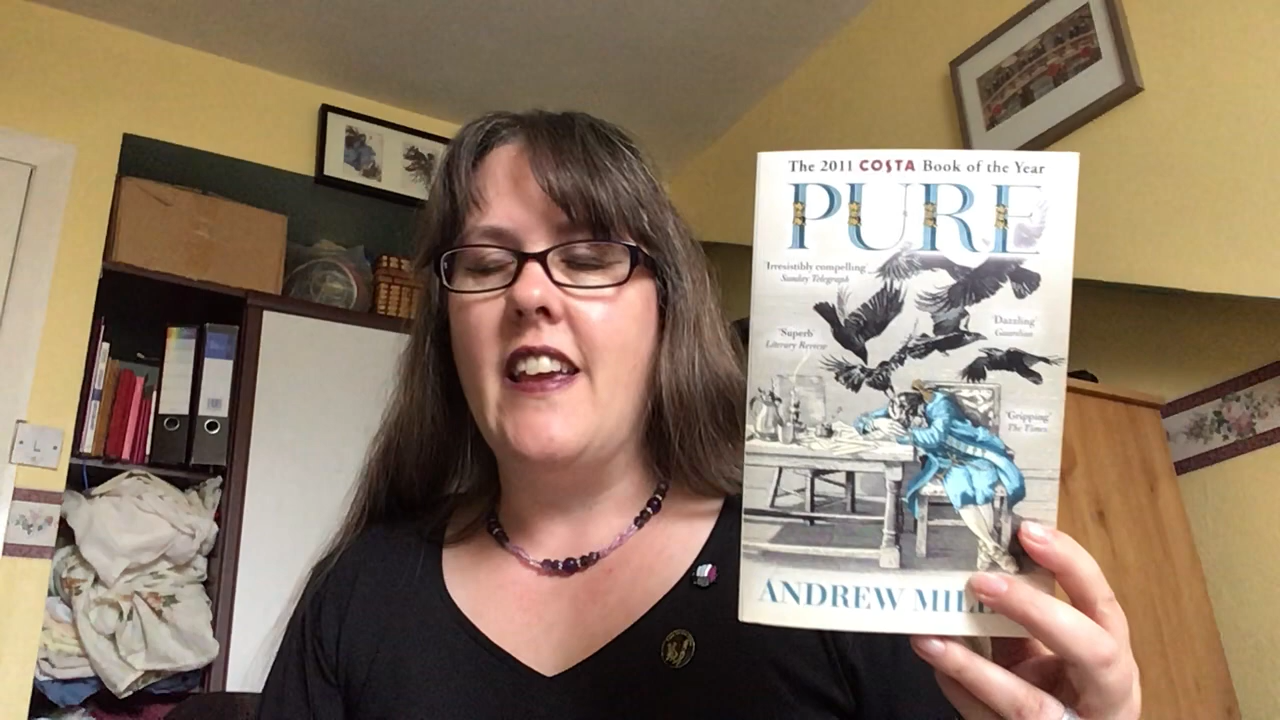 The 2011 COSTA Book of the Year
PURE
'Irresistibly compelling'
Sunday Telegraph
'Superb'
Literary Review
'Dazzling'
Guardian
'Gripping'
The Times
ANDREW
L